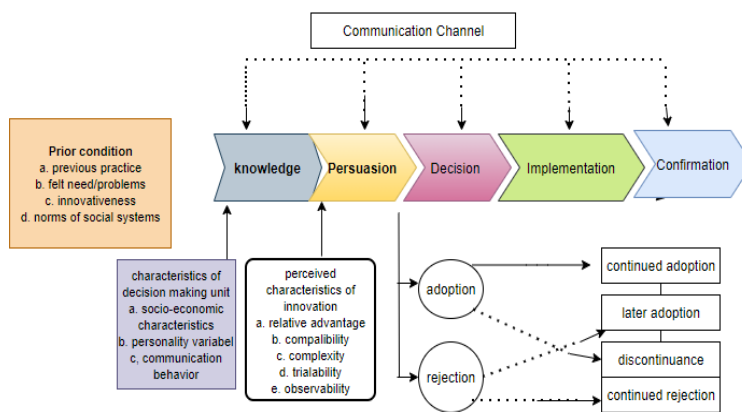 Communication Channel
Prior condition
a. previous practice
b. felt need/problems
c. innovativeness
d. norms of social systems
knowledge
Persuasion
Decision
Implementation
Confirmation
characteristics of
decision making unit
a. socio-economic
characteristics
b. personality variabel
c, communication
behavior
perceived
characteristics of
innovation
a. relative advantage
b. compalibility
c. complexity
d. trialability
e. observability
adoption
rejection
continued adoption
later adoption
discontinuance
continued rejection